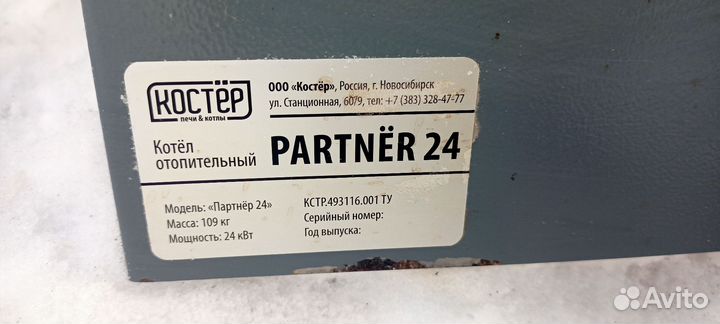 КОСТЁР
ПЕЧИ & КОТЛЫ
ООО «Костёр», Россия, г. Новосибирск
ул. Станционная, 60/9, тел: +7 (383) 328-47-77
Котёл
отопительный
PARTNЁR 24
Модель: «Партнёр 24»
Масса: 109 кг
Мощность: 24 кВт
КСТР.493116.001 ТУ
Серийный номер:
Год выпуска:
Avito